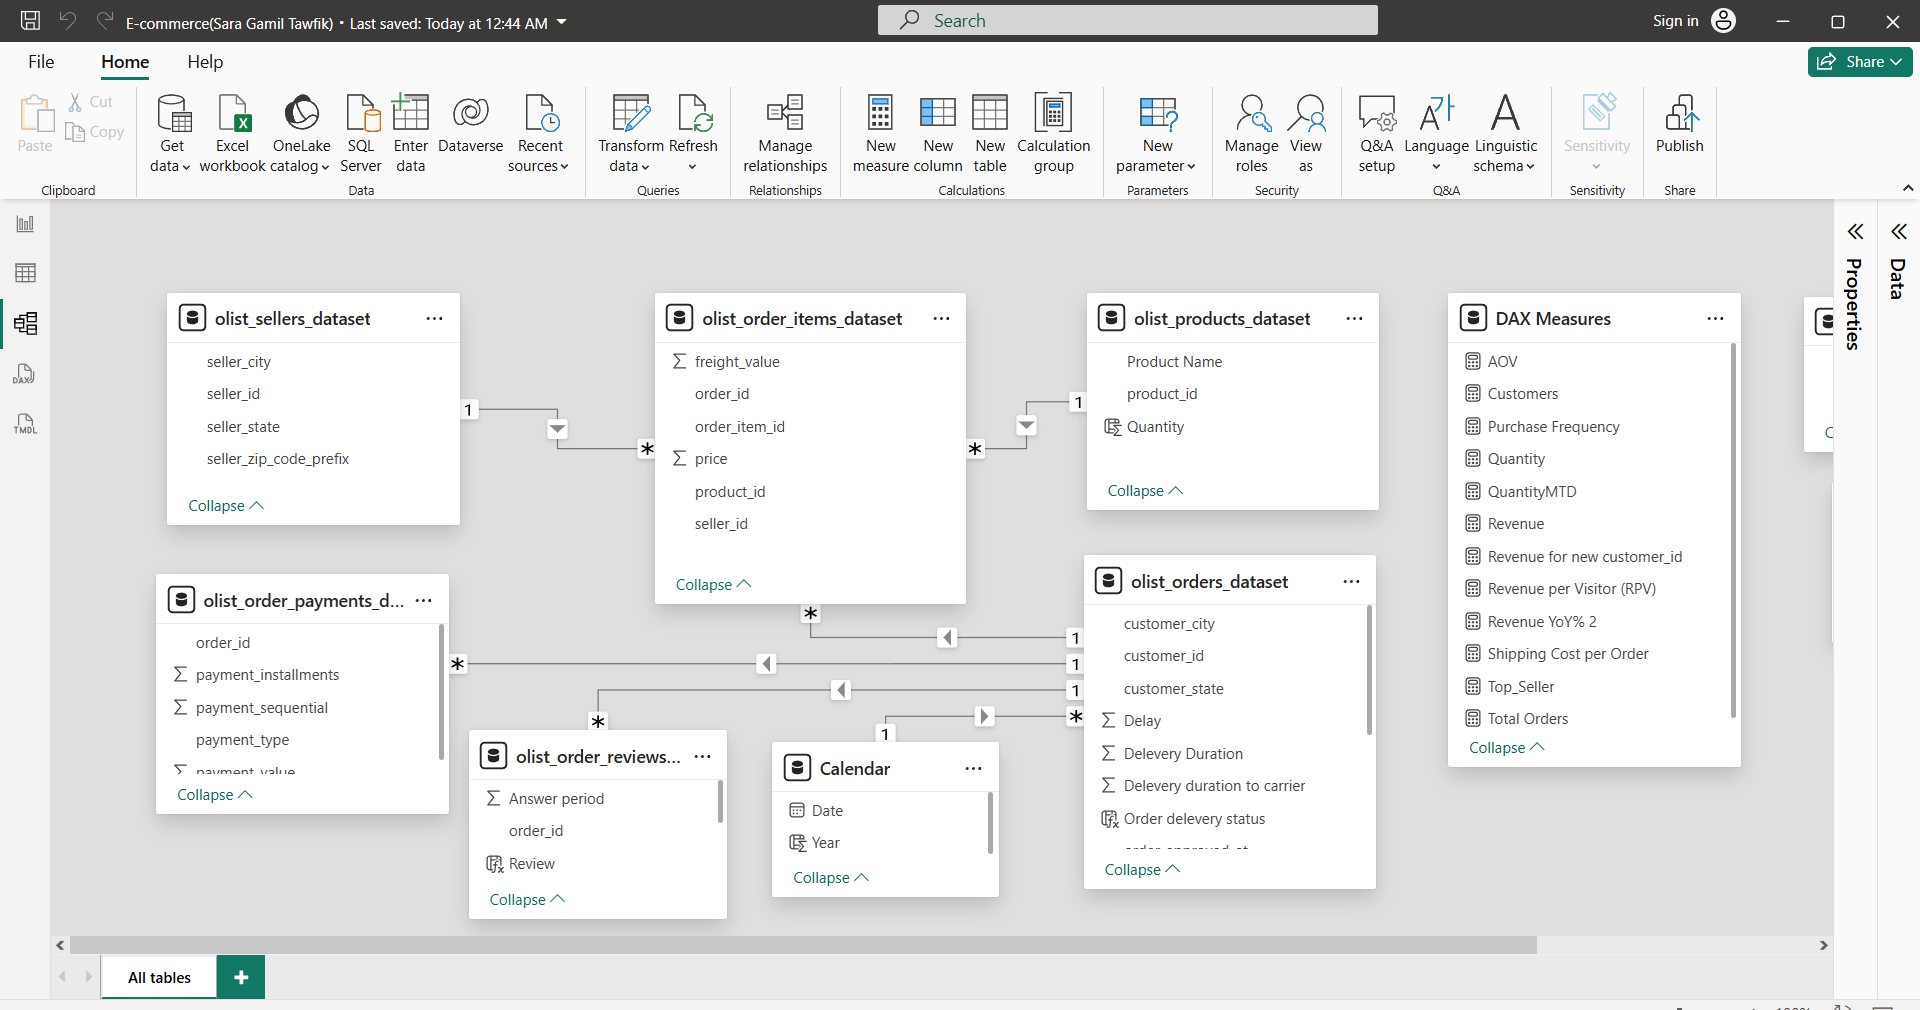 E-commerce(Sara Gamil Tawfik) • Last saved: Today at 12:44 AM
Search
Sign in
File
Home
Help
Share
Paste
Cut
Copy
Clipboard
Get data
Excel workbook
OneLake catalog
SQL Server
Enter data
Dataverse
Recent sources
Data
Transform data
Refresh
Queries
Manage relationships
Relationships
New measure
New column
New table
Calculation group
Calculations
New parameter
Parameters
Manage roles
View as
Security
Q&A setup
Language
Linguistic schema
Q&A
Sensitivity
Sensitivity
Publish
Share
DAX
TMDL
olist_sellers_dataset
seller_city
seller_id
seller_state
seller_zip_code_prefix
Collapse
1
*
olist_order_items_dataset
freight_value
order_id
order_item_id
price
product_id
seller_id
Collapse
*
1
olist_products_dataset
Product Name
product_id
Quantity
Collapse
DAX Measures
AOV
Customers
Purchase Frequency
Quantity
QuantityMTD
Revenue
Revenue for new customer_id
Revenue per Visitor (RPV)
Revenue YoY% 2
Shipping Cost per Order
Top_Seller
Total Orders
Collapse
C
Properties
Data
olist_order_payments_d...
order_id
payment_installments
payment_sequential
payment_type
payment_value
Collapse
*
*
*
1
1
1
1
*
olist_order_reviews...
Answer period
order_id
Review
Collapse
Calendar
Date
Year
Collapse
olist_orders_dataset
customer_city
customer_id
customer_state
Delay
Delevery Duration
Delevery duration to carrier
Order delevery status
order_approved_at
Collapse
All tables
+
100%